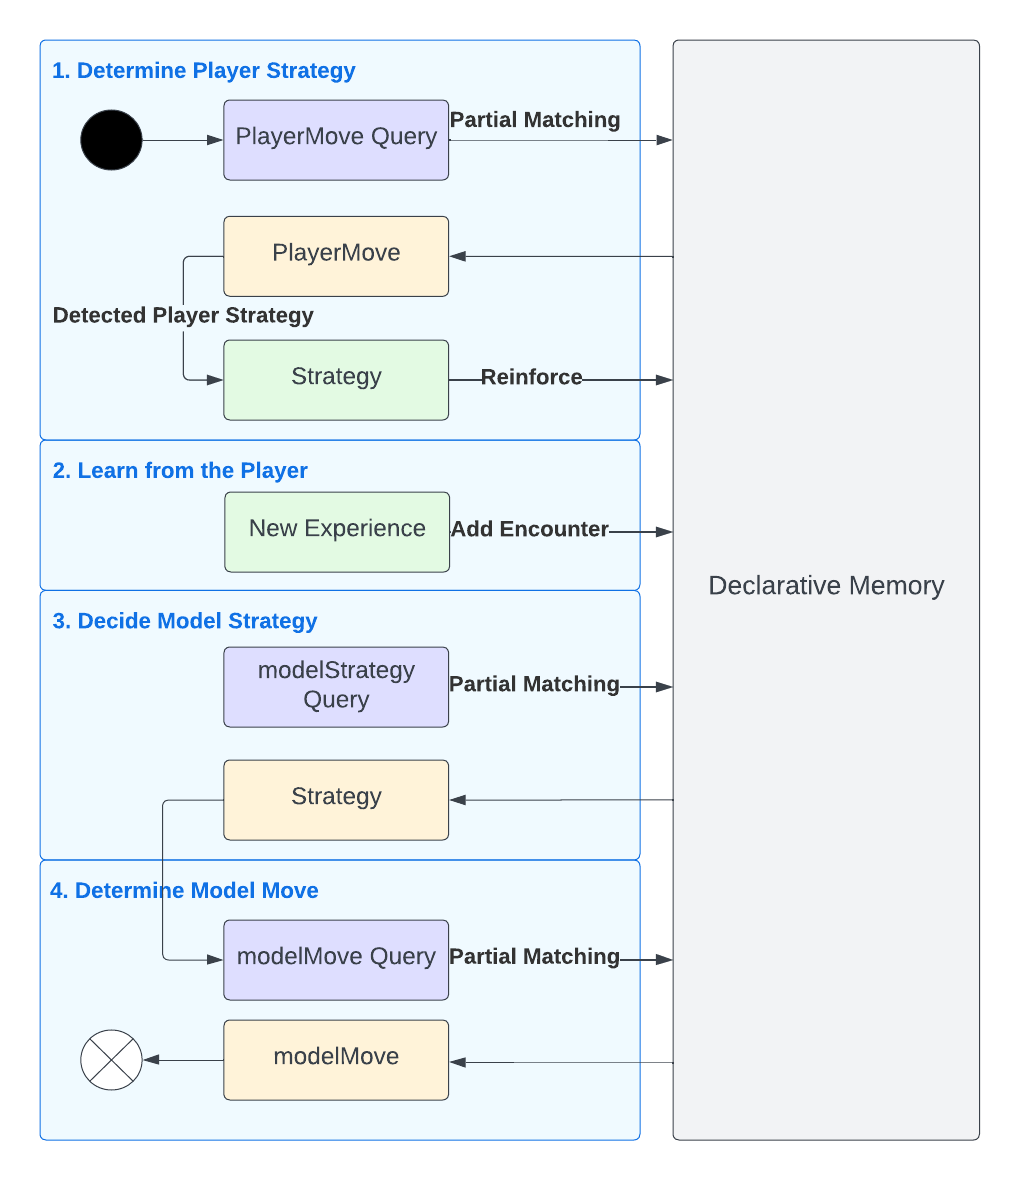 1. Determine Player Strategy
PlayerMove Query
Partial Matching
PlayerMove
Detected Player Strategy
Strategy
Reinforce
2. Learn from the Player
New Experience
Add Encounter
Declarative Memory
3. Decide Model Strategy
modelStrategy
Query
Partial Matching
Strategy
4. Determine Model Move
modelMove Query
Partial Matching
modelMove